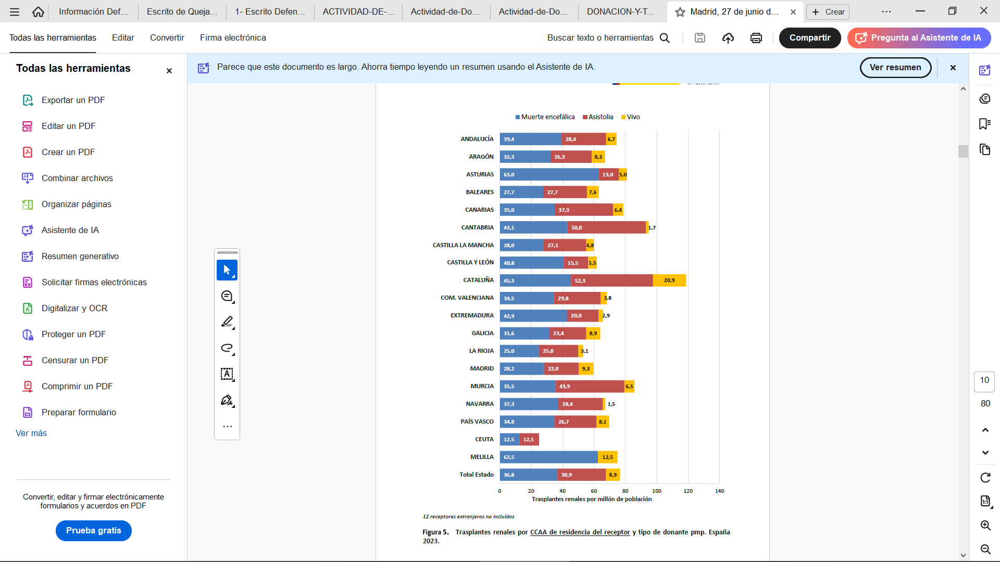 Información Def...
Escrito de Queja...
1- Escrito Defen...
ACTIVIDAD-DE-...
Actividad-de-Do...
Actividad-de-Do...
DONACION-Y-T...
Madrid, 27 de junio d...
Crear
Todas las herramientas
Editar
Convertir
Firma electrónica
Buscar texto o herramientas
Compartir
Pregunta al Asistente de IA
Todas las herramientas
Parece que este documento es largo. Ahorra tiempo leyendo un resumen usando el Asistente de IA.
Ver resumen
Exportar un PDF
Editar un PDF
Crear un PDF
Combinar archivos
Organizar páginas
Asistente de IA
Resumen generativo
Solicitar firmas electrónicas
Digitalizar y OCR
Proteger un PDF
Censurar un PDF
Comprimir un PDF
Preparar formulario
Ver más
Convertir, editar y firmar electrónicamente
formularios y acuerdos en PDF
Prueba gratis
Muerte encefálica Asistolia Vivo
ANDALUCÍA 39,4 28,4 6,7
ARAGÓN 32,3 26,3 8,3
ASTURIAS 63,0 13,0 5,0
BALEARES 27,7 27,7 7,6
CANARIAS 35,0 37,3 6,4
CANTABRIA 43,1 50,0 1,7
CASTILLA LA MANCHA 28,0 27,1 4,8
CASTILLA Y LEÓN 40,8 15,5 5,5
CATALUÑA 45,3 52,3 20,9
COM. VALENCIANA 34,5 29,8 3,8
EXTREMADURA 42,9 20,0 2,9
GALICIA 31,6 23,4 8,9
LA RIOJA 25,0 25,0 3,1
MADRID 28,2 22,0 9,3
MURCIA 35,5 43,9 6,5
NAVARRA 37,3 28,4 1,5
PAÍS VASCO 34,8 26,7 8,1
CEUTA 12,5 12,5
MELILLA 62,5 12,5
Total Estado 36,8 30,9 8,9
0 20 40 60 80 100 120 140
Trasplantes renales por millón de población
12 receptores extranjeros no incluídos
Figura 5. Trasplantes renales por CCAA de residencia del receptor y tipo de donante pmp. España
2023.
10
80
1:1